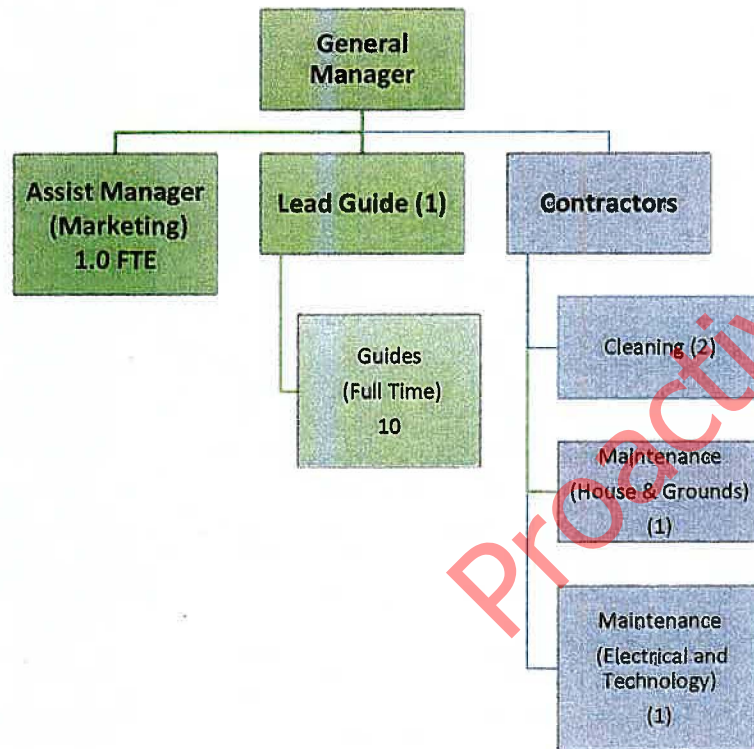 General
Manager
Assist Manager
(Marketing)
1.0 FTE
Lead Guide (1)
Contractors
Guides
(Full Time)
10
Cleaning (2)
Maintenance
(House & Grounds)
(1)
Maintenance
(Electrical and
Technology)
(1)
Proactiv